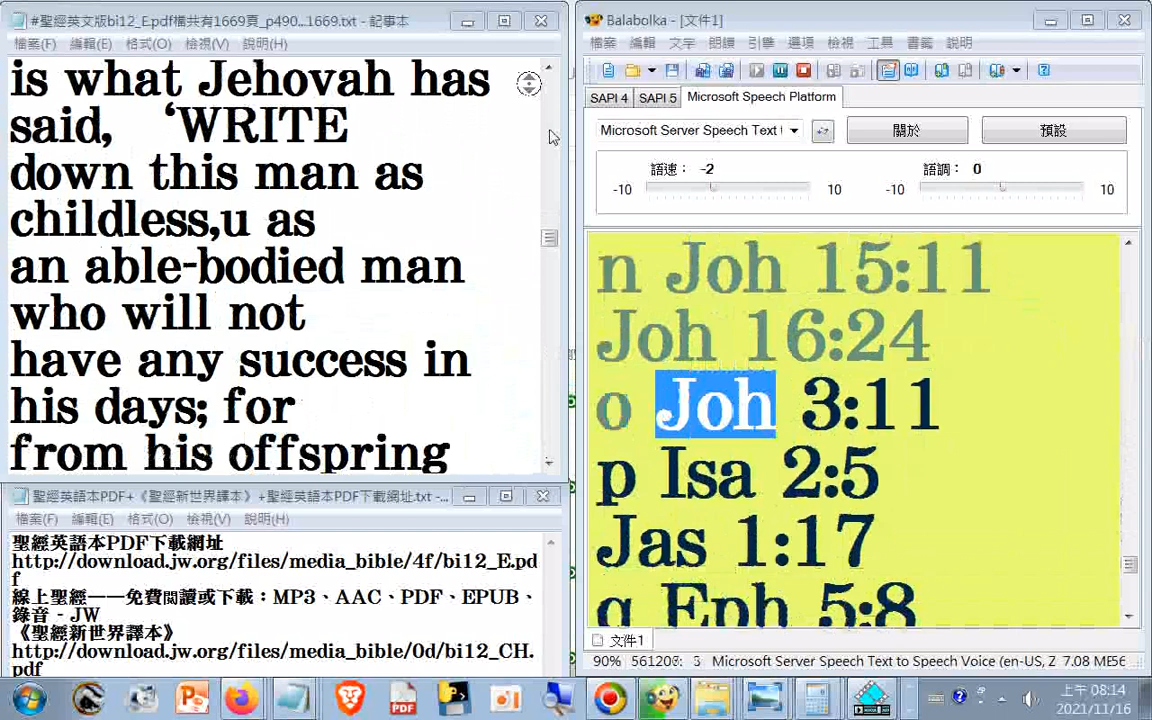 #聖經英文版bi12_E.pdf檔共有1669頁_p490...1669.txt - 記事本
檔案(F) 編輯(E) 格式(O) 檢視(V) 說明(H)
is what Jehovah has
said, ‘WRITE
down this man as
childless,u as
an able-bodied man
who will not
have any success in
his days; for
from his offspring
聖經英語本PDF+《聖經新世界譯本》+聖經英語本PDF下載網址.txt -...
檔案(F) 編輯(E) 格式(O) 檢視(V) 說明(H)
聖經英語本PDF下載網址
http://download.jw.org/files/media_bible/4f/bi12_E.pd
f
線上聖經——免費閱讀或下載：MP3、AAC、PDF、EPUB、
錄音 - JW
《聖經新世界譯本》
http://download.jw.org/files/media_bible/0d/bi12_CH.
pdf
Balabolka - [文件1]
檔案 編輯 文字 朗讀 引擎 選項 檢視 工具 書籤 說明
SAPI 4 SAPI 5 Microsoft Speech Platform
Microsoft Server Speech Text 關於 預設
語速： -2 語調： 0
-10 10 -10 10
n Joh 15:11
Joh 16:24
o Joh 3:11
p Isa 2:5
Jas 1:17
q Eph 5:8
文件1
90% Microsoft Server Speech Text to Speech Voice (en-US, Z 7.08 ME
上午 08:14
2021/11/16